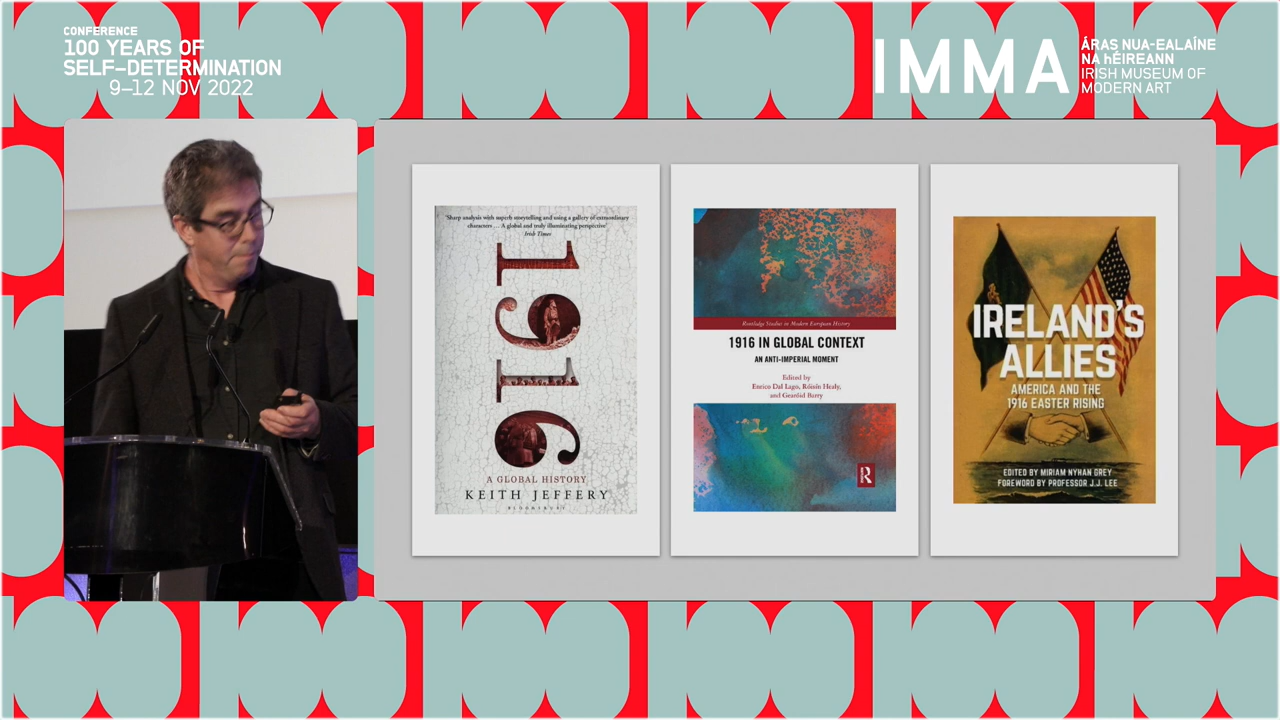 CONFERENCE
100 YEARS OF
SELF–DETERMINATION
9–12 NOV 2022
IMMA
ÁRAS NUA-EALAÍNE
NA hÉIREANN
IRISH MUSEUM OF
MODERN ART
'Sharp analysis with superb storytelling and using a gallery of extraordinary
characters . . . A global and truly illuminating perspective'
Irish Times
1916
A GLOBAL HISTORY
KEITH JEFFERY
BLOOMSBURY
Routledge Studies in Modern European History
1916 IN GLOBAL CONTEXT
AN ANTI-IMPERIAL MOMENT
Edited by
Enrico Dal Lago, Róisín Healy,
and Gearóid Barry
R
IRELAND'S
ALLIES
AMERICA AND THE
1916 EASTER RISING
EDITED BY MIRIAM NYHAN GREY
FOREWORD BY PROFESSOR J.J. LEE